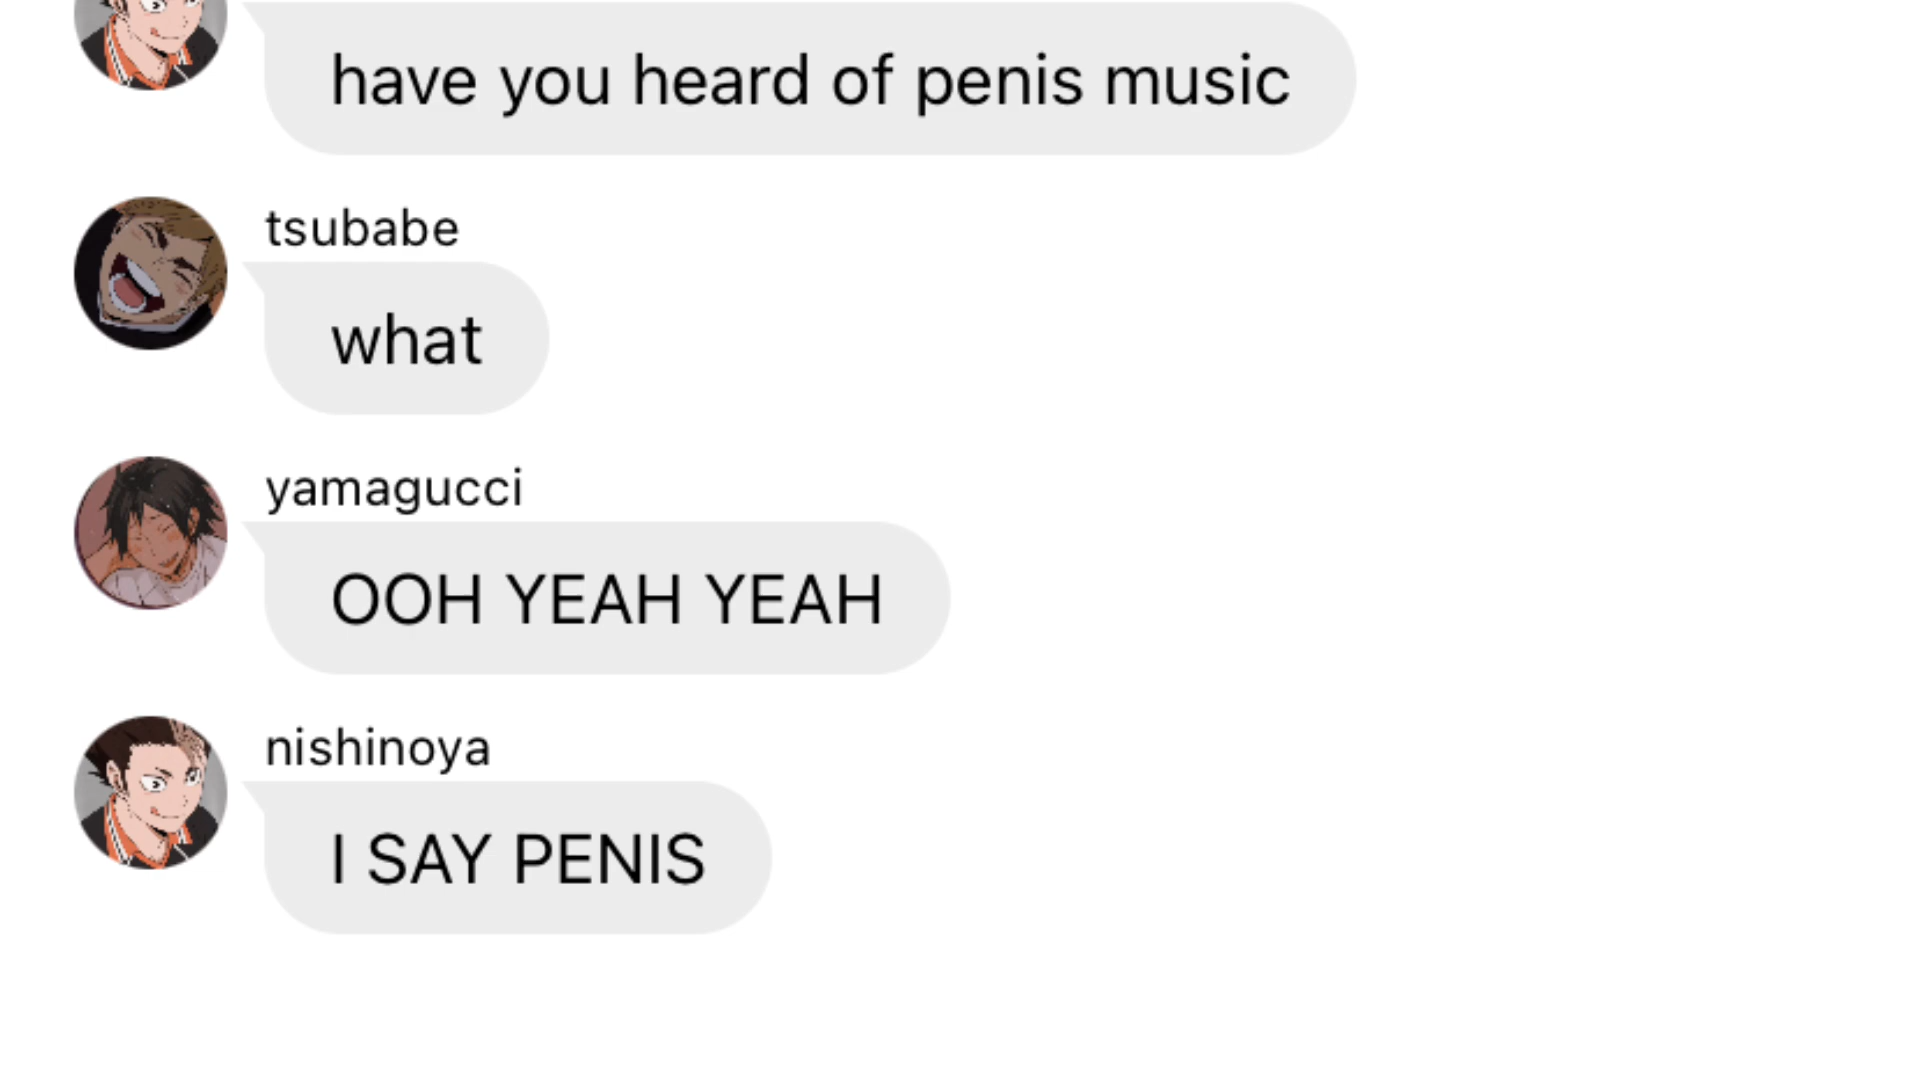 have you heard of penis music
tsubabe
what
yamagucci
OOH YEAH YEAH
nishinoya
I SAY PENIS